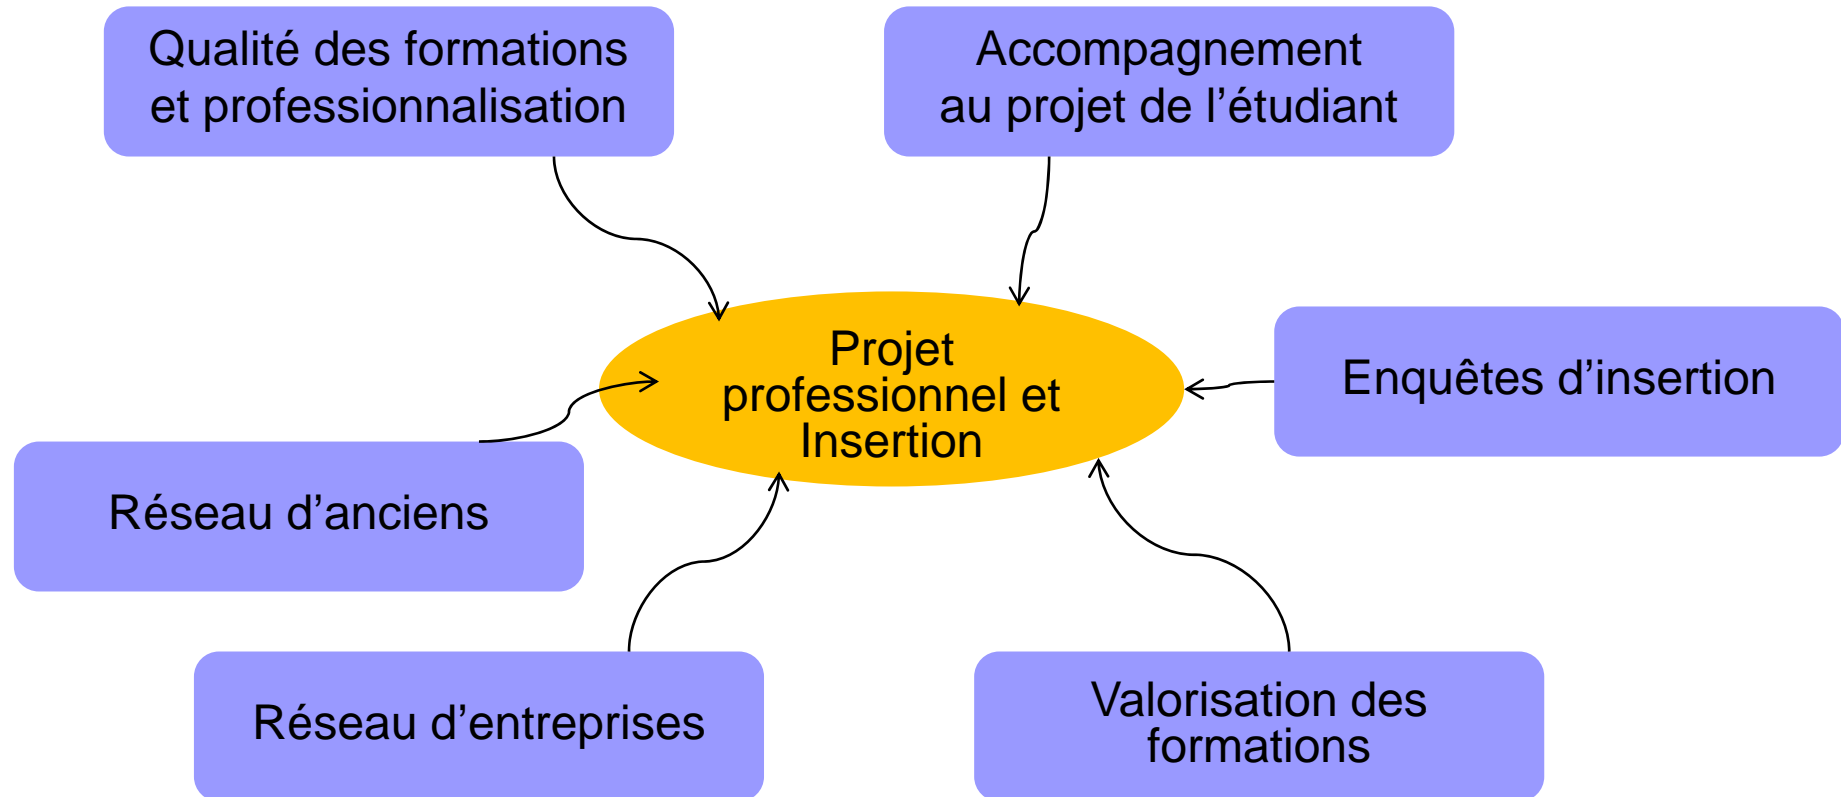 Qualité des formations
et professionnalisation
Accompagnement
au projet de l’étudiant
Projet
professionnel et
Insertion
Enquêtes d’insertion
Réseau d’anciens
Réseau d’entreprises
Valorisation des
formations